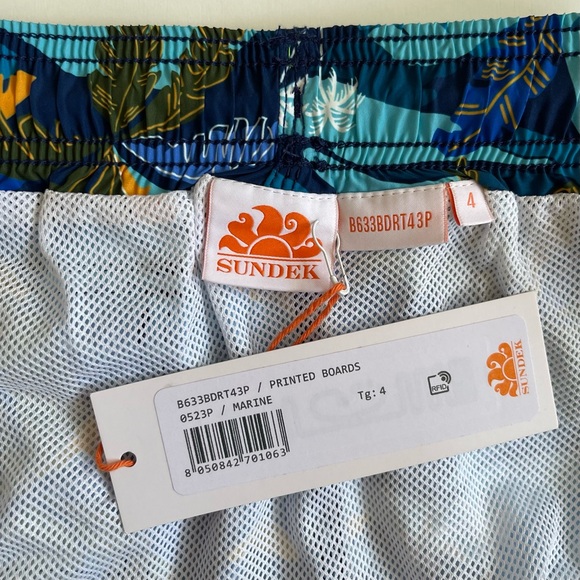 SUNDEK
B633BDRT43P
4
B633BDRT43P / PRINTED BOARDS
0523P / MARINE
Tg: 4
RFID
8 050842 701063
SUNDEK